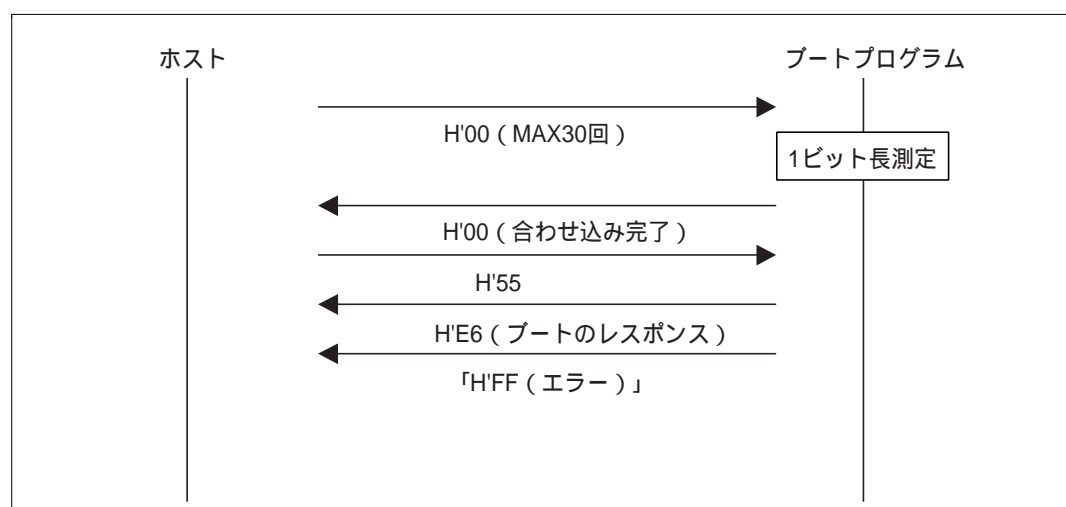 ホスト
ブートプログラム
H'00（MAX30回）
1ビット長測定
H'00（合わせ込み完了）
H'55
H'E6（ブートのレスポンス）
「H'FF（エラー）」